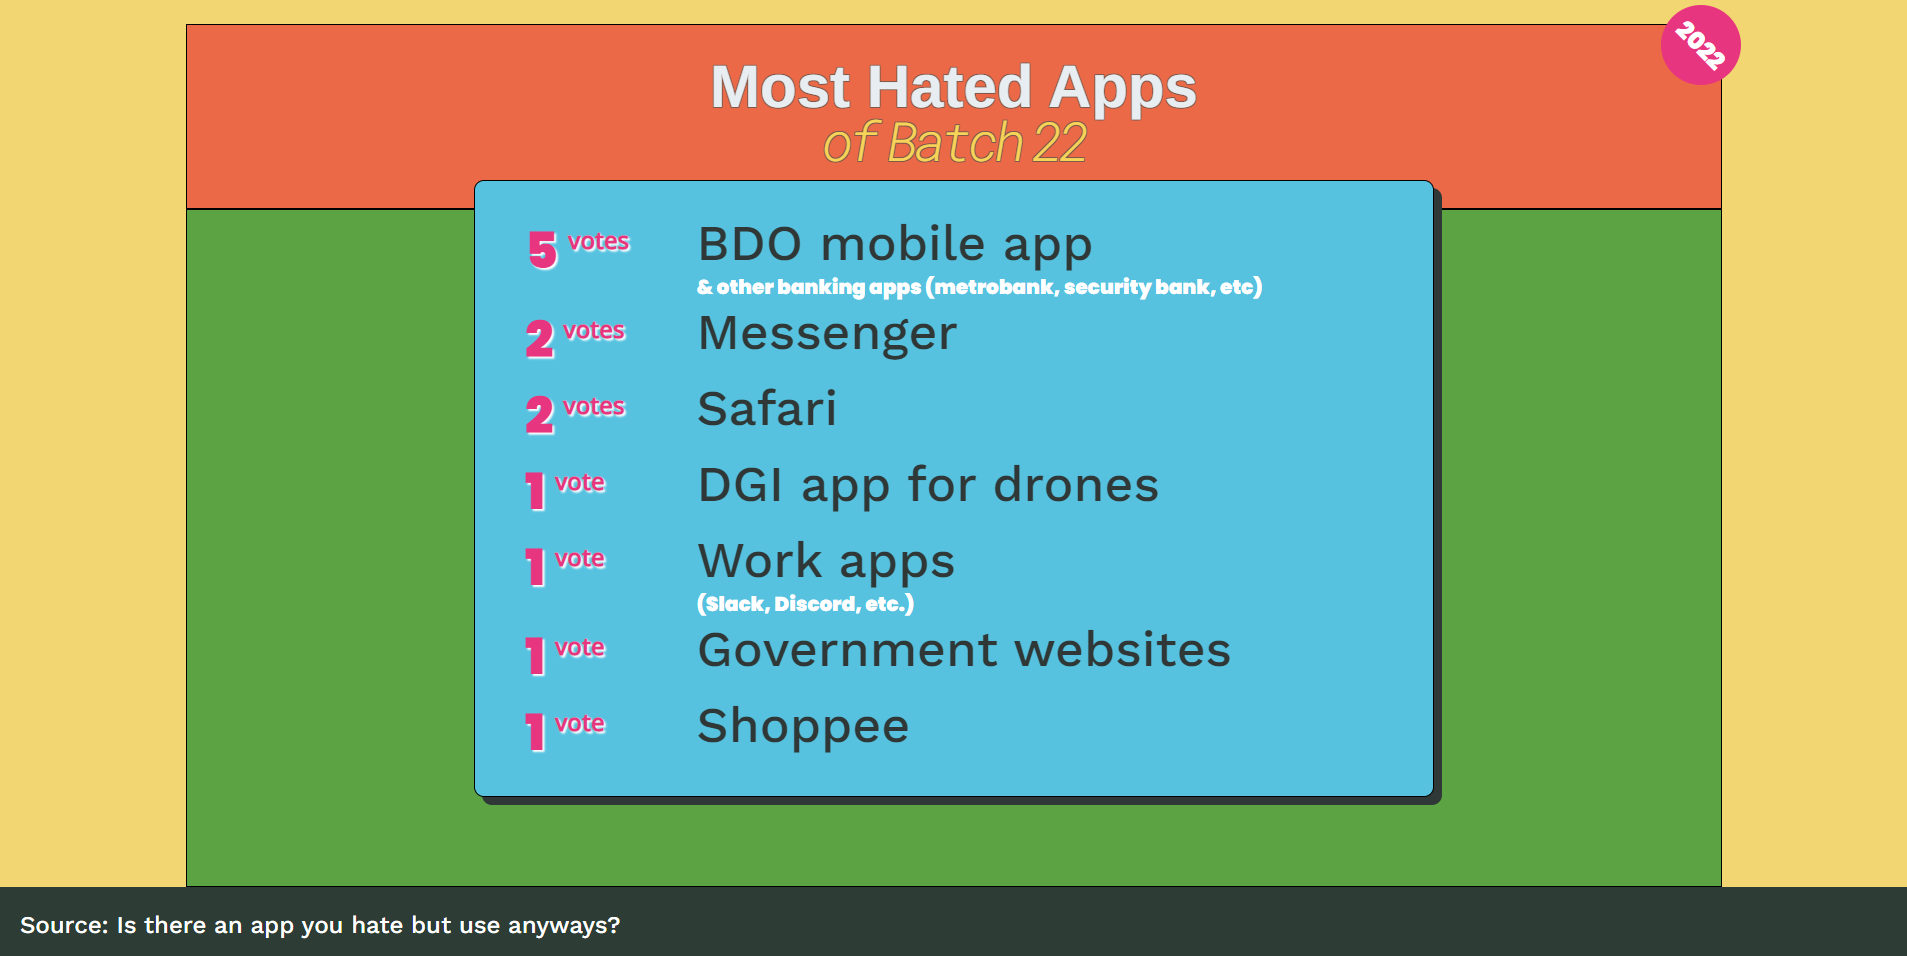 2022
Most Hated Apps
of Batch 22
5 votes BDO mobile app
& other banking apps (metrobank, security bank, etc)
2 votes Messenger
2 votes Safari
1 vote DGI app for drones
1 vote Work apps
(Slack, Discord, etc.)
1 vote Government websites
1 vote Shoppee
Source: Is there an app you hate but use anyways?